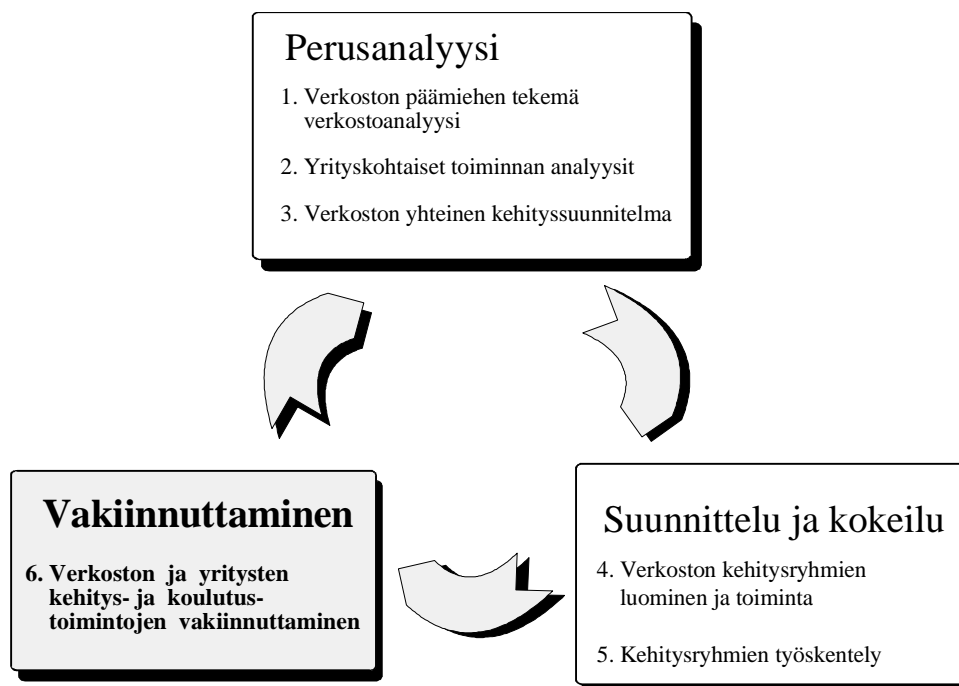 Perusanalyysi
1. Verkoston päämiehen tekemä
verkostoanalyysi
2. Yrityskohtaiset toiminnan analyysit
3. Verkoston yhteinen kehityssuunnitelma
Vakiinnuttaminen
6. Verkoston ja yritysten
kehitys- ja koulutus-
toimintojen vakiinnuttaminen
Suunnittelu ja kokeilu
4. Verkoston kehitysryhmien
luominen ja toiminta
5. Kehitysryhmien työskentely